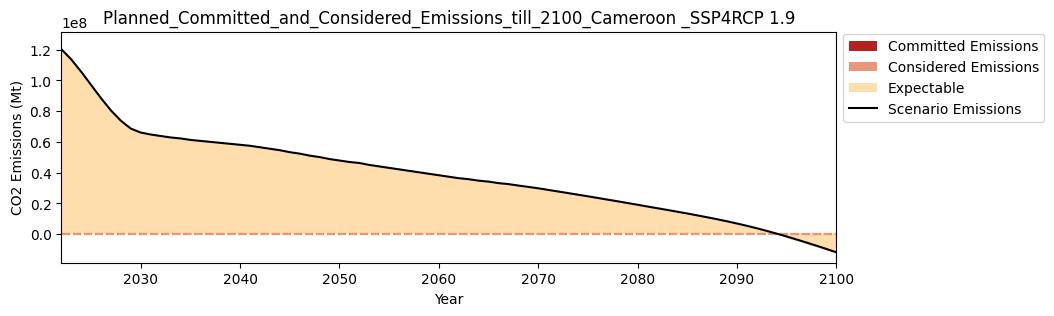 Planned_Committed_and_Considered_Emissions_till_2100_Cameroon _SSP4RCP 1.9
1e8
Committed Emissions
Considered Emissions
Expectable
Scenario Emissions
CO2 Emissions (Mt)
1.2
1.0
0.8
0.6
0.4
0.2
0.0
2030 2040 2050 2060 2070 2080 2090 2100
Year